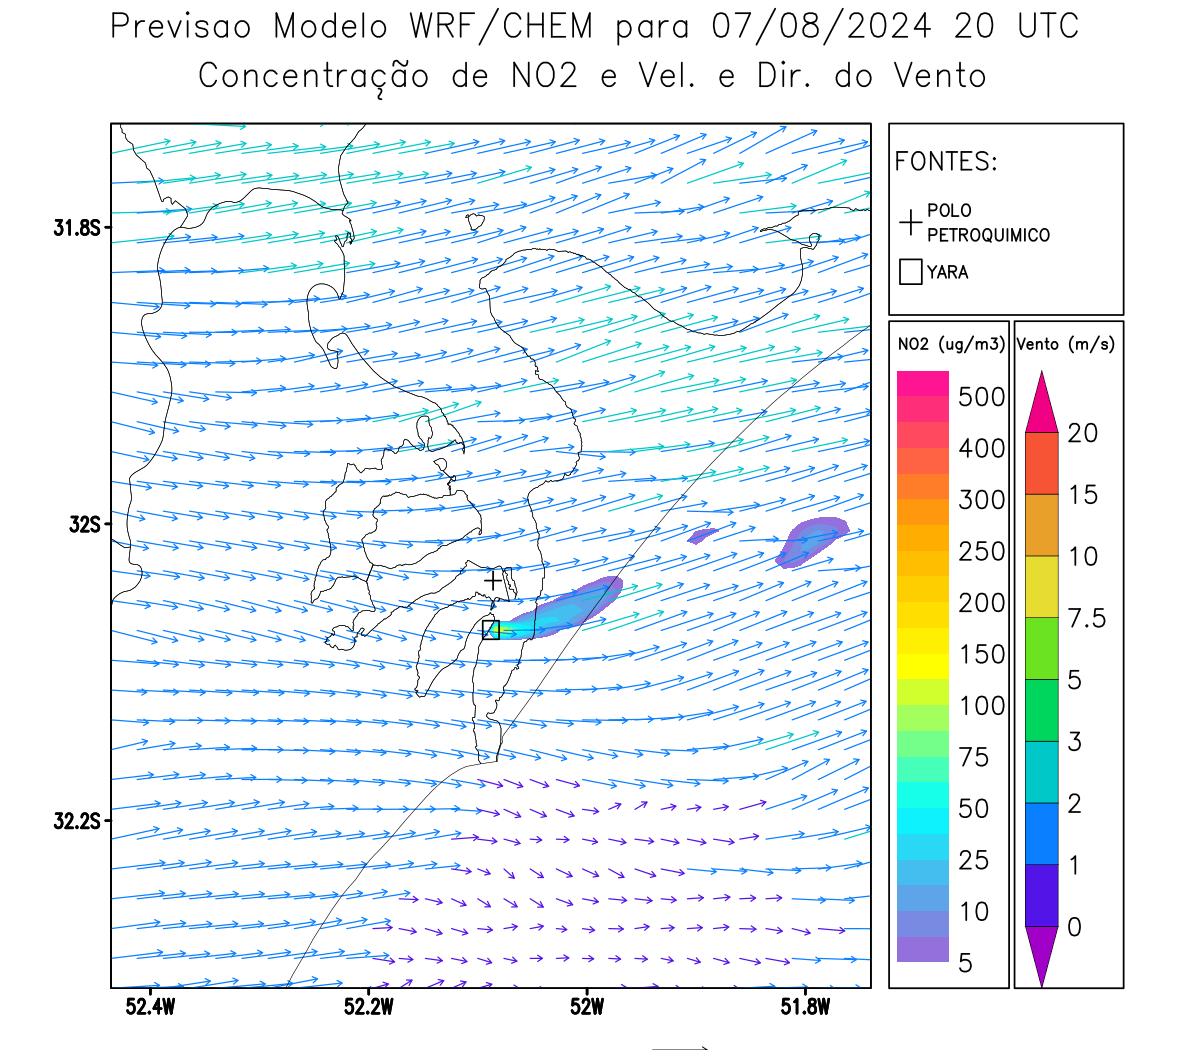 Previsao Modelo WRF/CHEM para 07/08/2024 20 UTC
Concentração de NO2 e Vel. e Dir. do Vento
FONTES:
POLO
PETROQUIMICO
YARA
31.8S
32S
32.2S
52.4W
52.2W
52W
51.8W
NO2 (ug/m3)
500
400
300
250
200
150
100
75
50
25
10
5
Vento (m/s)
20
15
10
7.5
5
3
2
1
0